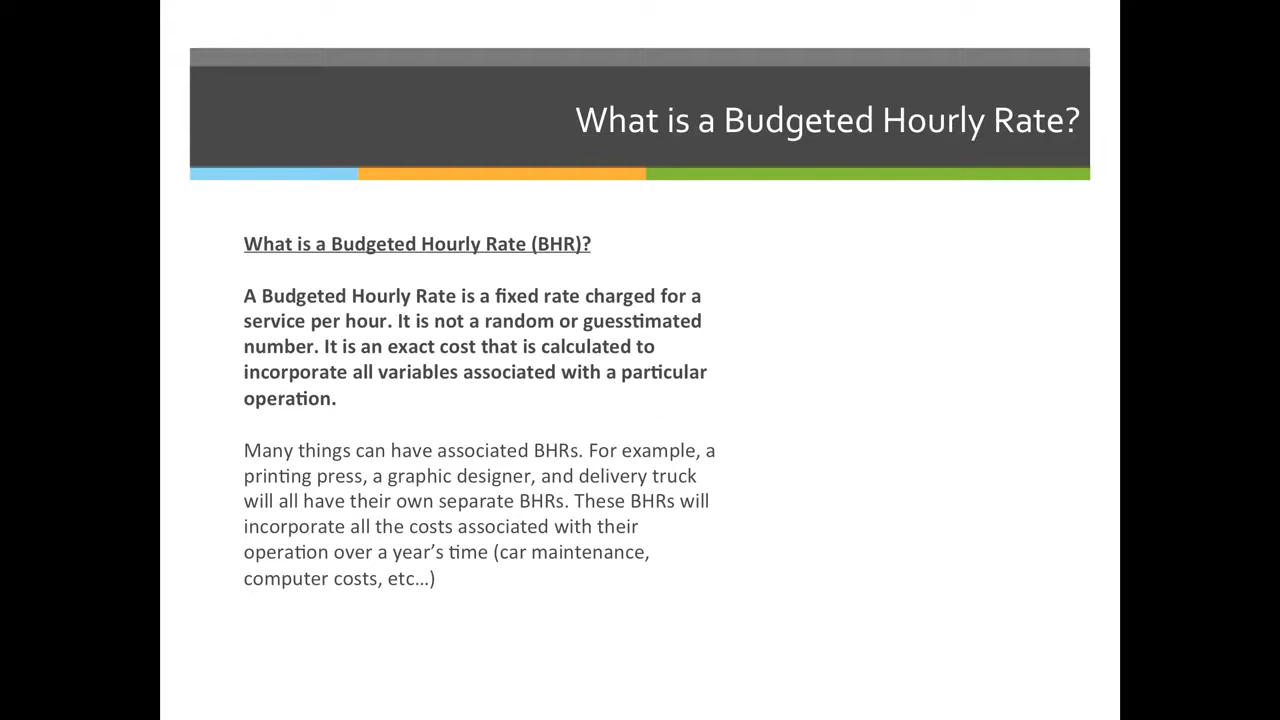 What is a Budgeted Hourly Rate?
What is a Budgeted Hourly Rate (BHR)?
A Budgeted Hourly Rate is a fixed rate charged for a
service per hour. It is not a random or guesstimated
number. It is an exact cost that is calculated to
incorporate all variables associated with a particular
operation.
Many things can have associated BHRs. For example, a
printing press, a graphic designer, and delivery truck
will all have their own separate BHRs. These BHRs will
incorporate all the costs associated with their
operation over a year’s time (car maintenance,
computer costs, etc…)